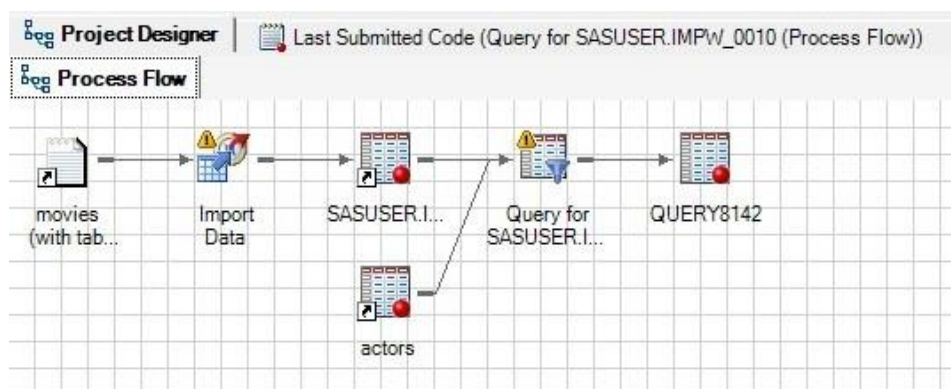 Project Designer
Last Submitted Code (Query for SASUSER.IMPW_0010 (Process Flow))
Process Flow
movies
(with tab...
Import
Data
SASUSER.I...
Query for
SASUSER.I...
QUERY8142
actors